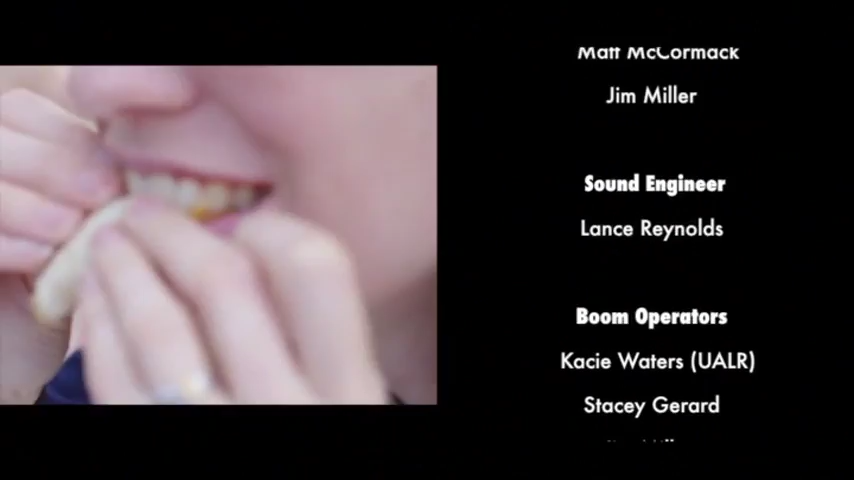 Matt McCormack
Jim Miller
Sound Engineer
Lance Reynolds
Boom Operators
Kacie Waters (UALR)
Stacey Gerard